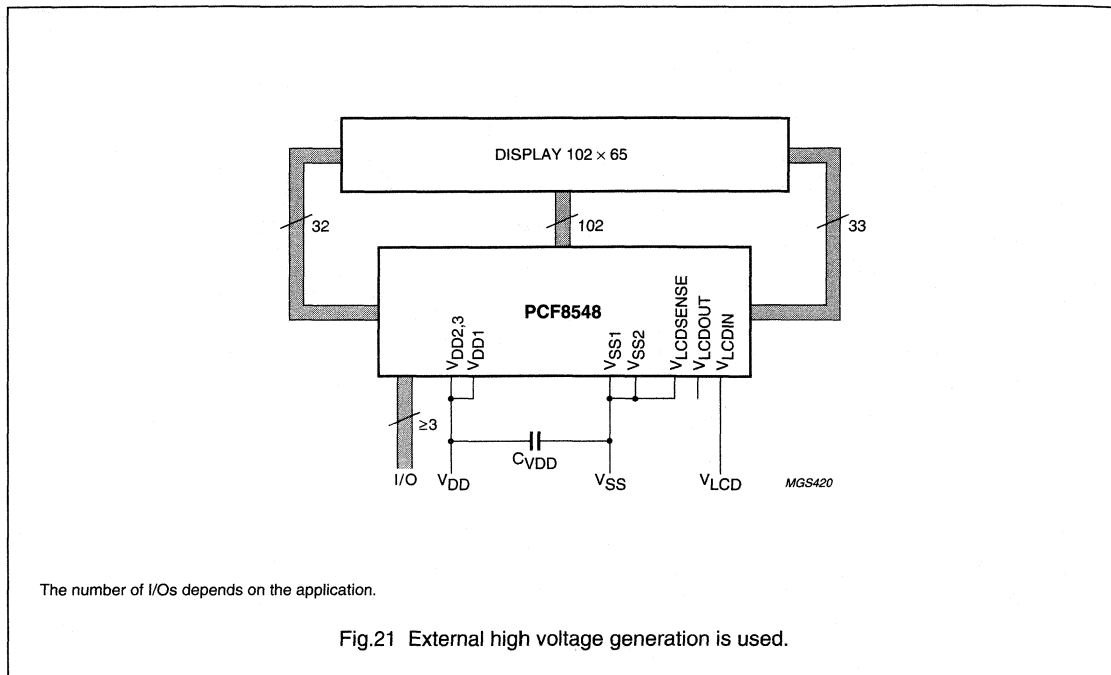 DISPLAY 102 × 65
32
102
33
PCF8548
VDD2,3
VDD1
VSS1
VSS2
VLCDSENSE
VLCDOUT
VLCDIN
≥3
I/O
VDD
CVDD
VSS
VLCD
MGS420
The number of I/Os depends on the application.
Fig.21 External high voltage generation is used.